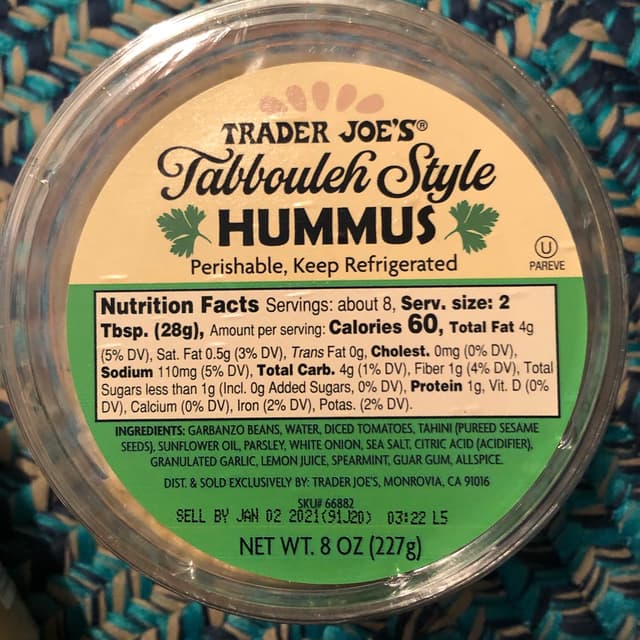 TRADER JOE'S®
Tabbouleh Style
HUMMUS
Perishable, Keep Refrigerated
U
PAREVE
Nutrition Facts Servings: about 8, Serv. size: 2
Tbsp. (28g), Amount per serving: Calories 60, Total Fat 4g
(5% DV), Sat. Fat 0.5g (3% DV), Trans Fat 0g, Cholest. 0mg (0% DV),
Sodium 110mg (5% DV), Total Carb. 4g (1% DV), Fiber 1g (4% DV), Total
Sugars less than 1g (Incl. 0g Added Sugars, 0% DV), Protein 1g, Vit. D (0%
DV), Calcium (0% DV), Iron (2% DV), Potas. (2% DV).
INGREDIENTS: GARBANZO BEANS, WATER, DICED TOMATOES, TAHINI (PUREED SESAME
SEEDS), SUNFLOWER OIL, PARSLEY, WHITE ONION, SEA SALT, CITRIC ACID (ACIDIFIER),
GRANULATED GARLIC, LEMON JUICE, SPEARMINT, GUAR GUM, ALLSPICE.
DIST. & SOLD EXCLUSIVELY BY: TRADER JOE'S, MONROVIA, CA 91016
SKU# 66882
SELL BY JAN 02 2021(91J20) 03:22 L5
NET WT. 8 OZ (227g)